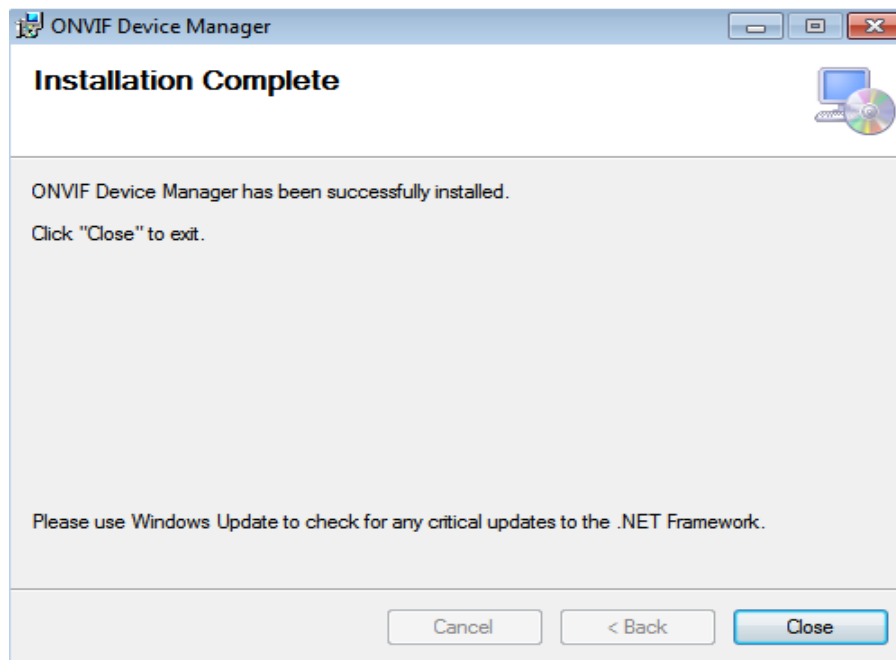 ONVIF Device Manager
Installation Complete
ONVIF Device Manager has been successfully installed.
Click "Close" to exit.
Please use Windows Update to check for any critical updates to the .NET Framework.
Cancel
< Back
Close